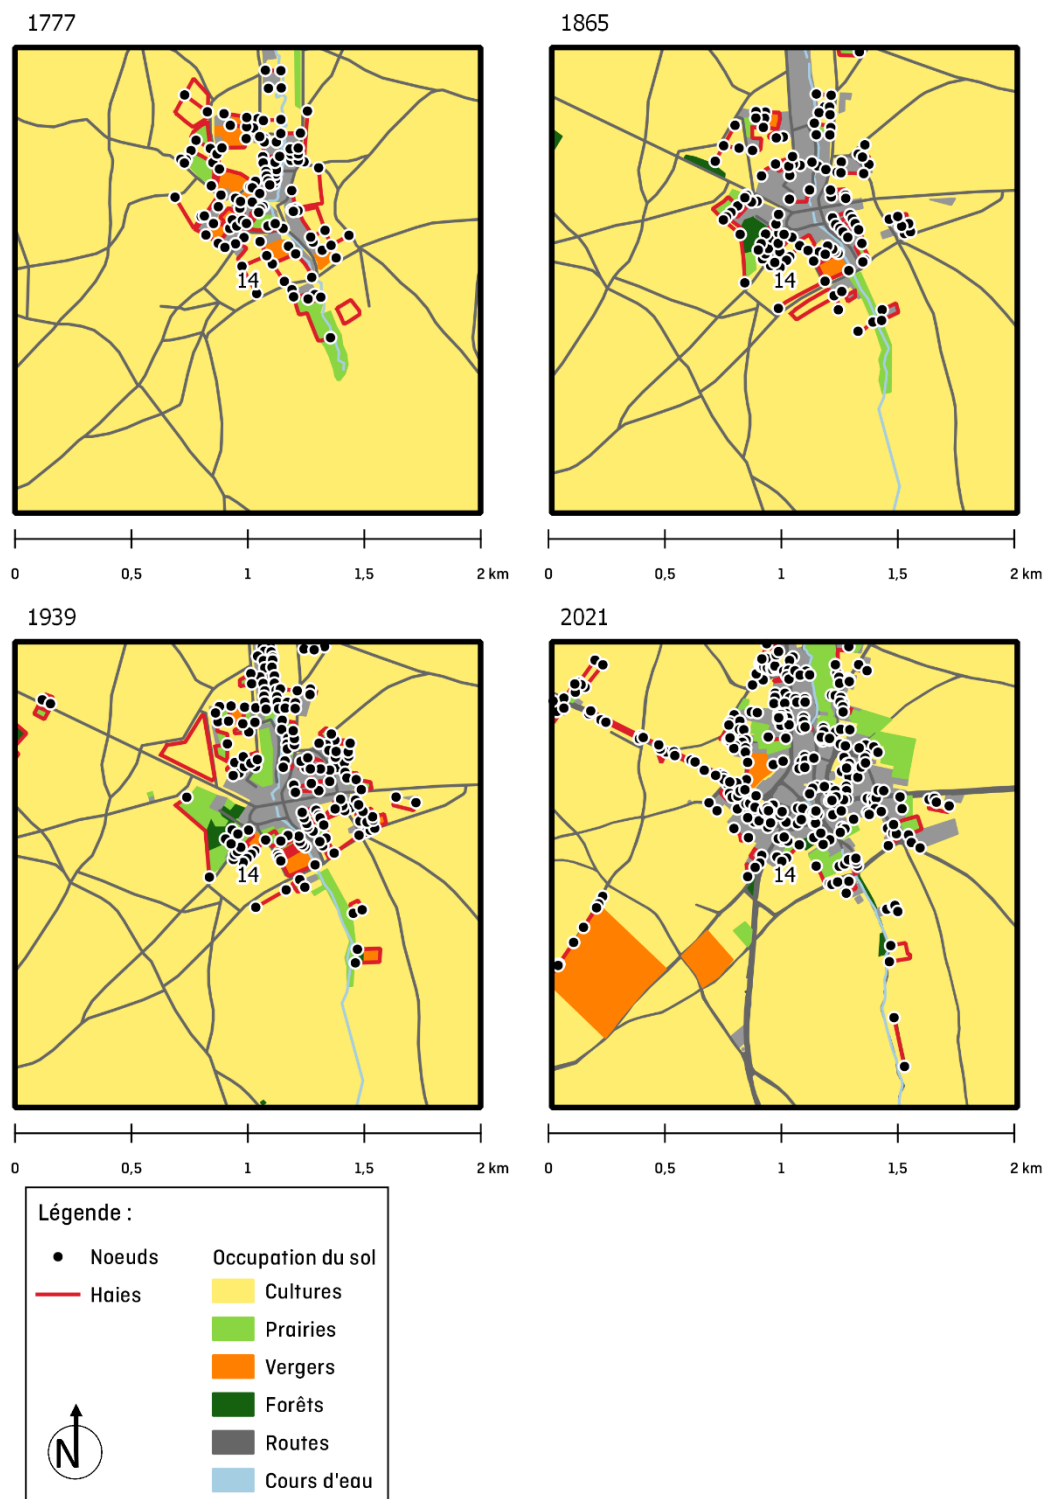 1777
1865
14
14
0 0,5 1 1,5 2 km
0 0,5 1 1,5 2 km
1939
2021
14
14
0 0,5 1 1,5 2 km
0 0,5 1 1,5 2 km
Légende :
Noeuds
Haies
Occupation du sol
Cultures
Prairies
Vergers
Forêts
Routes
Cours d'eau
N